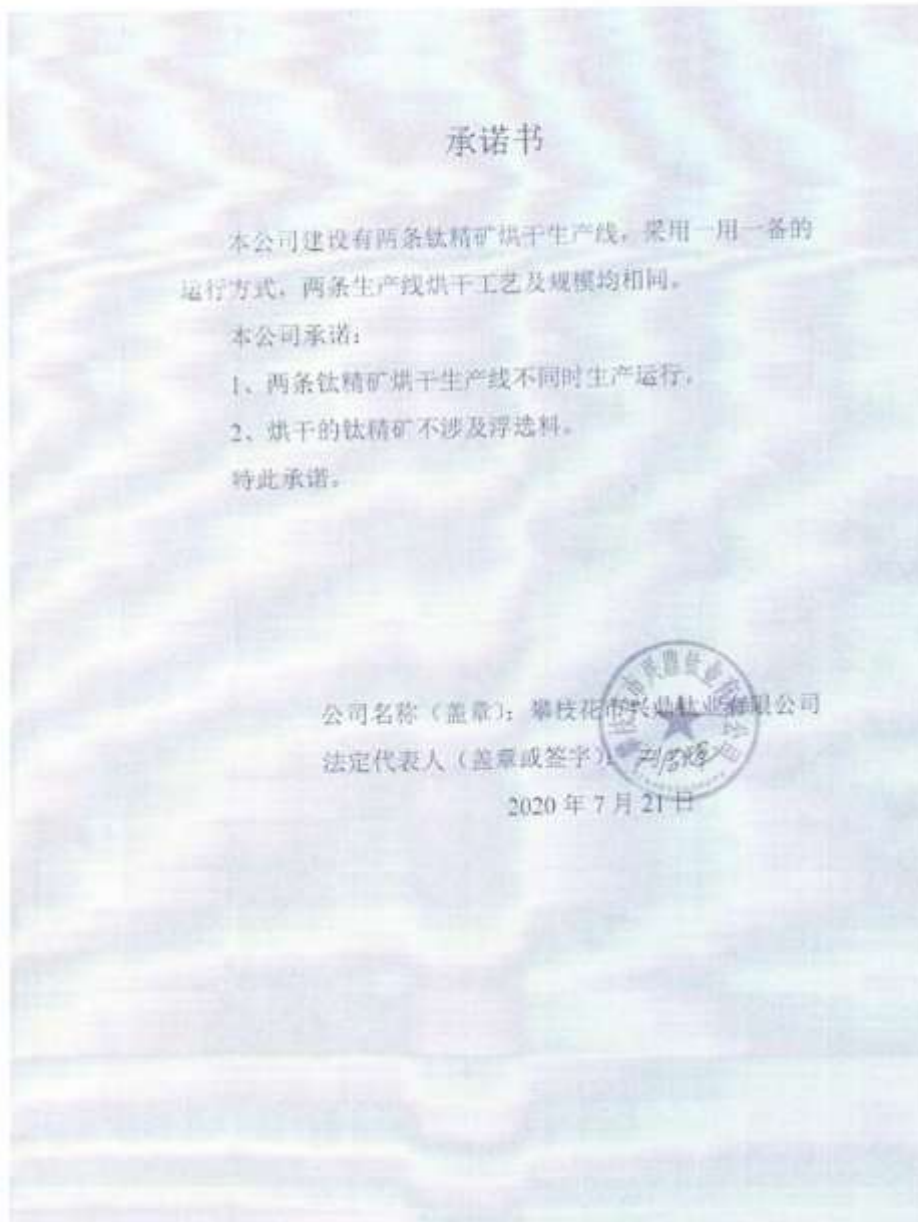 承诺书
本公司建设有两条钛精矿烘干生产线，采用一用一备的
运行方式，两条生产线烘干工艺及规模均相同。
本公司承诺：
1、两条钛精矿烘干生产线不同时生产运行。
2、烘干的钛精矿不涉及浮选料。
特此承诺。
公司名称（盖章）：攀枝花市兴鼎钛业有限公司
法定代表人（盖章或签字）：
2020 年 7 月 21 日